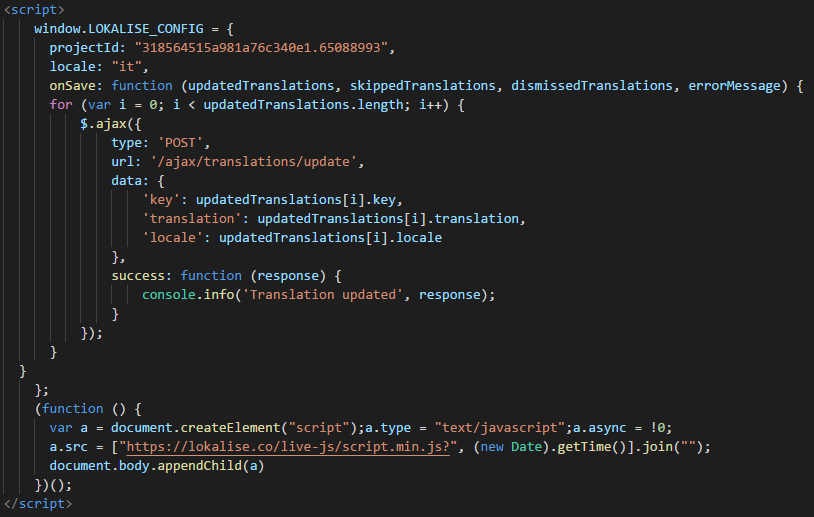 <script>
    window.LOKALISE_CONFIG = {
      projectId: "318564515a981a76c340e1.65088993",
      locale: "it",
      onSave: function (updatedTranslations, skippedTranslations, dismissedTranslations, errorMessage) {
      for (var i = 0; i < updatedTranslations.length; i++) {
          $.ajax({
              type: 'POST',
              url: '/ajax/translations/update',
              data: {
                  'key': updatedTranslations[i].key,
                  'translation': updatedTranslations[i].translation,
                  'locale': updatedTranslations[i].locale
              },
              success: function (response) {
                  console.info('Translation updated', response);
              }
          });
      }
  }
    };
    (function () {
      var a = document.createElement("script");a.type = "text/javascript";a.async = !0;
      a.src = ["https://lokalise.co/live-js/script.min.js?", (new Date).getTime()].join("");
      document.body.appendChild(a)
    })();
</script>